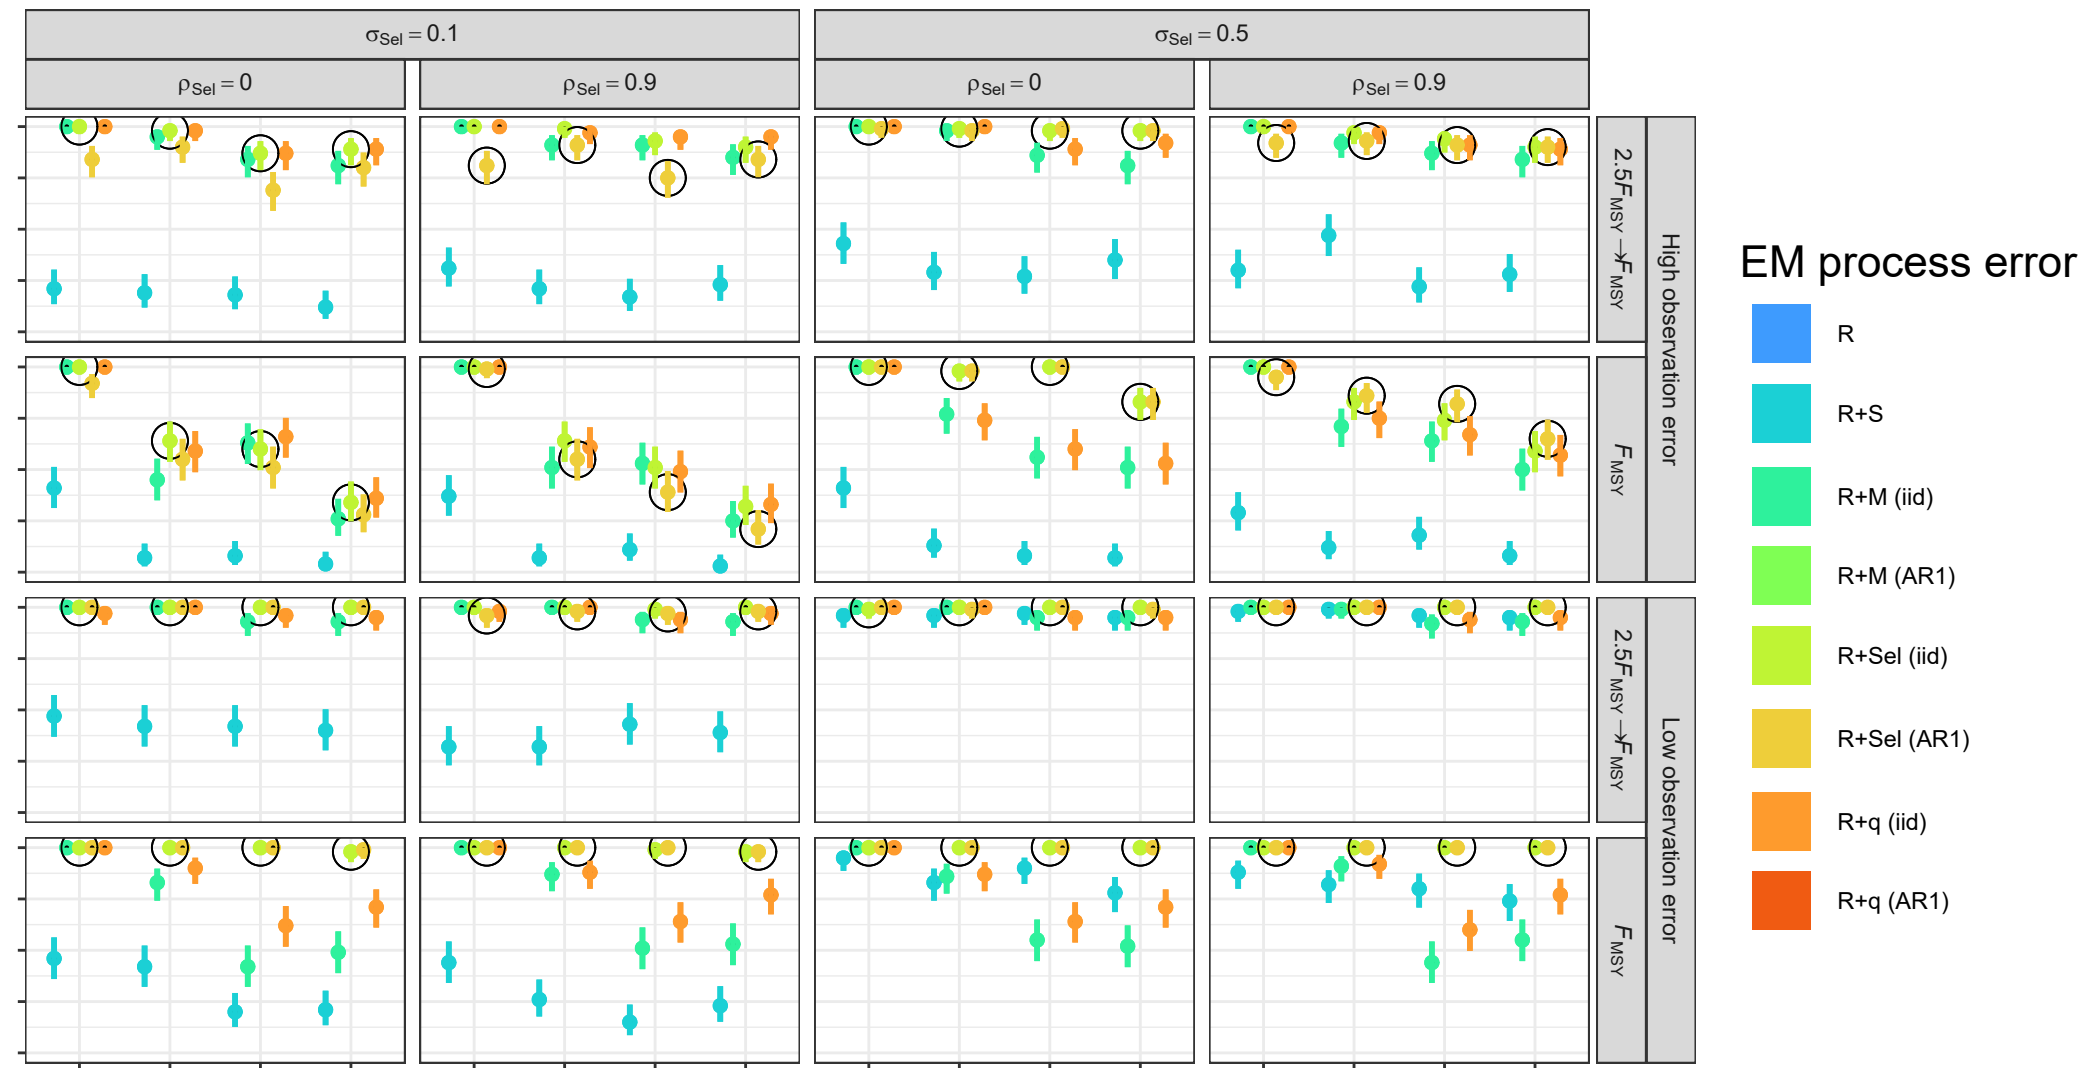 σSel = 0.1
σSel = 0.5
ρSel = 0
ρSel = 0.9
ρSel = 0
ρSel = 0.9
2.5FMSY→FMSY
FMSY
2.5FMSY→FMSY
FMSY
High observation error
Low observation error
EM process error
R
R+S
R+M (iid)
R+M (AR1)
R+Sel (iid)
R+Sel (AR1)
R+q (iid)
R+q (AR1)